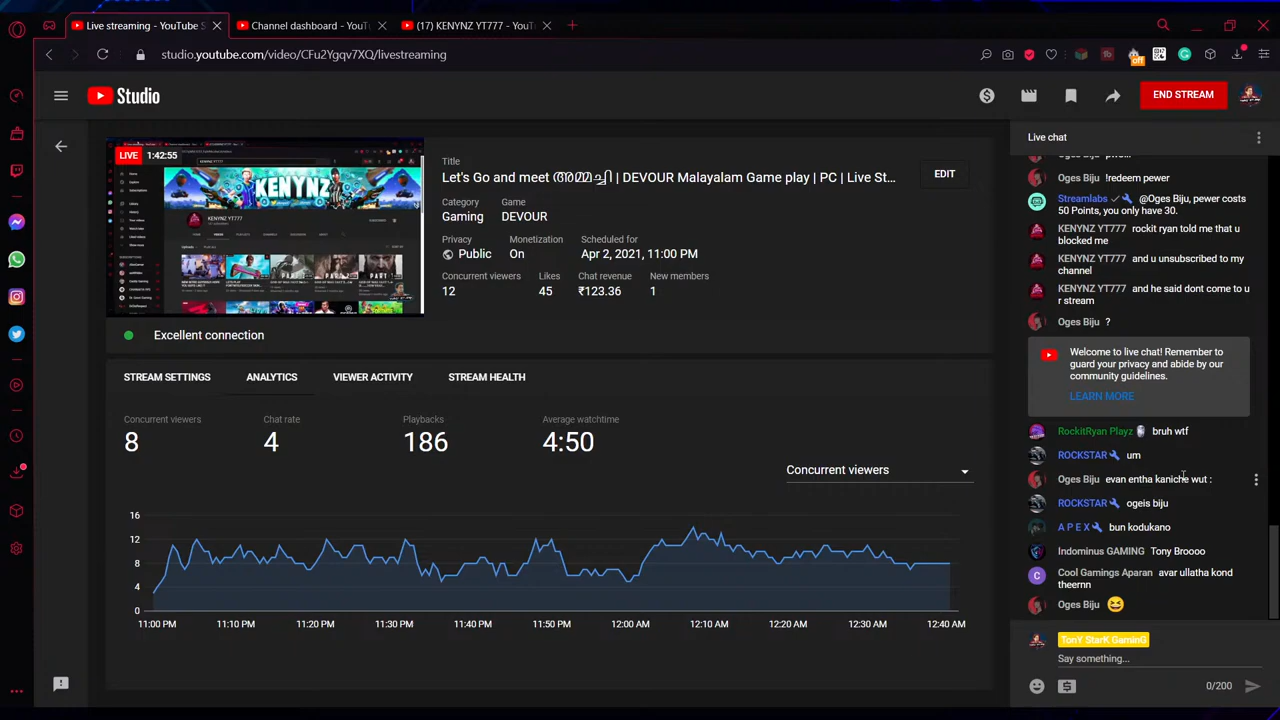 Live streaming - YouTube S
Channel dashboard - YouT
(17) KENYNZ YT777 - YouTu
studio.youtube.com/video/CFu2Ygqv7XQ/livestreaming
off
Studio
END STREAM
LIVE 1:42:55
KENYNZ
KENYNZ YT777
Title
Let's Go and meet അമ്മച്ചി | DEVOUR Malayalam Game play | Pc | Live St...
EDIT
Category
Game
Gaming
DEVOUR
Privacy
Monetization
Scheduled for
Public
On
Apr 2, 2021, 11:00 PM
Concurrent viewers
Likes
Chat revenue
New members
12
45
₹123.36
1
Excellent connection
STREAM SETTINGS
ANALYTICS
VIEWER ACTIVITY
STREAM HEALTH
Concurrent viewers
Chat rate
Playbacks
Average watchtime
8
4
186
4:50
Concurrent viewers
16
12
8
4
0
11:00 PM
11:10 PM
11:20 PM
11:30 PM
11:40 PM
11:50 PM
12:00 AM
12:10 AM
12:20 AM
12:30 AM
12:40 AM
Live chat
Oges Biju !redeem pewer
Streamlabs @Oges Biju, pewer costs
50 Points, you only have 30.
KENYNZ YT777 rockit ryan told me that u
blocked me
KENYNZ YT777 and u unsubscribed to my
channel
KENYNZ YT777 and he said dont come to u
r stream
Oges Biju ?
Welcome to live chat! Remember to
guard your privacy and abide by our
community guidelines.
LEARN MORE
RockitRyan Playz bruh wtf
ROCKSTAR um
Oges Biju evan entha kaniche wut :
ROCKSTAR ogeis biju
A P E X bun kodukano
Indominus GAMING Tony Broooo
Cool Gamings Aparan avar ullatha kond
theernn
Oges Biju 😆
TonY StarK GaminG
Say something...
0/200